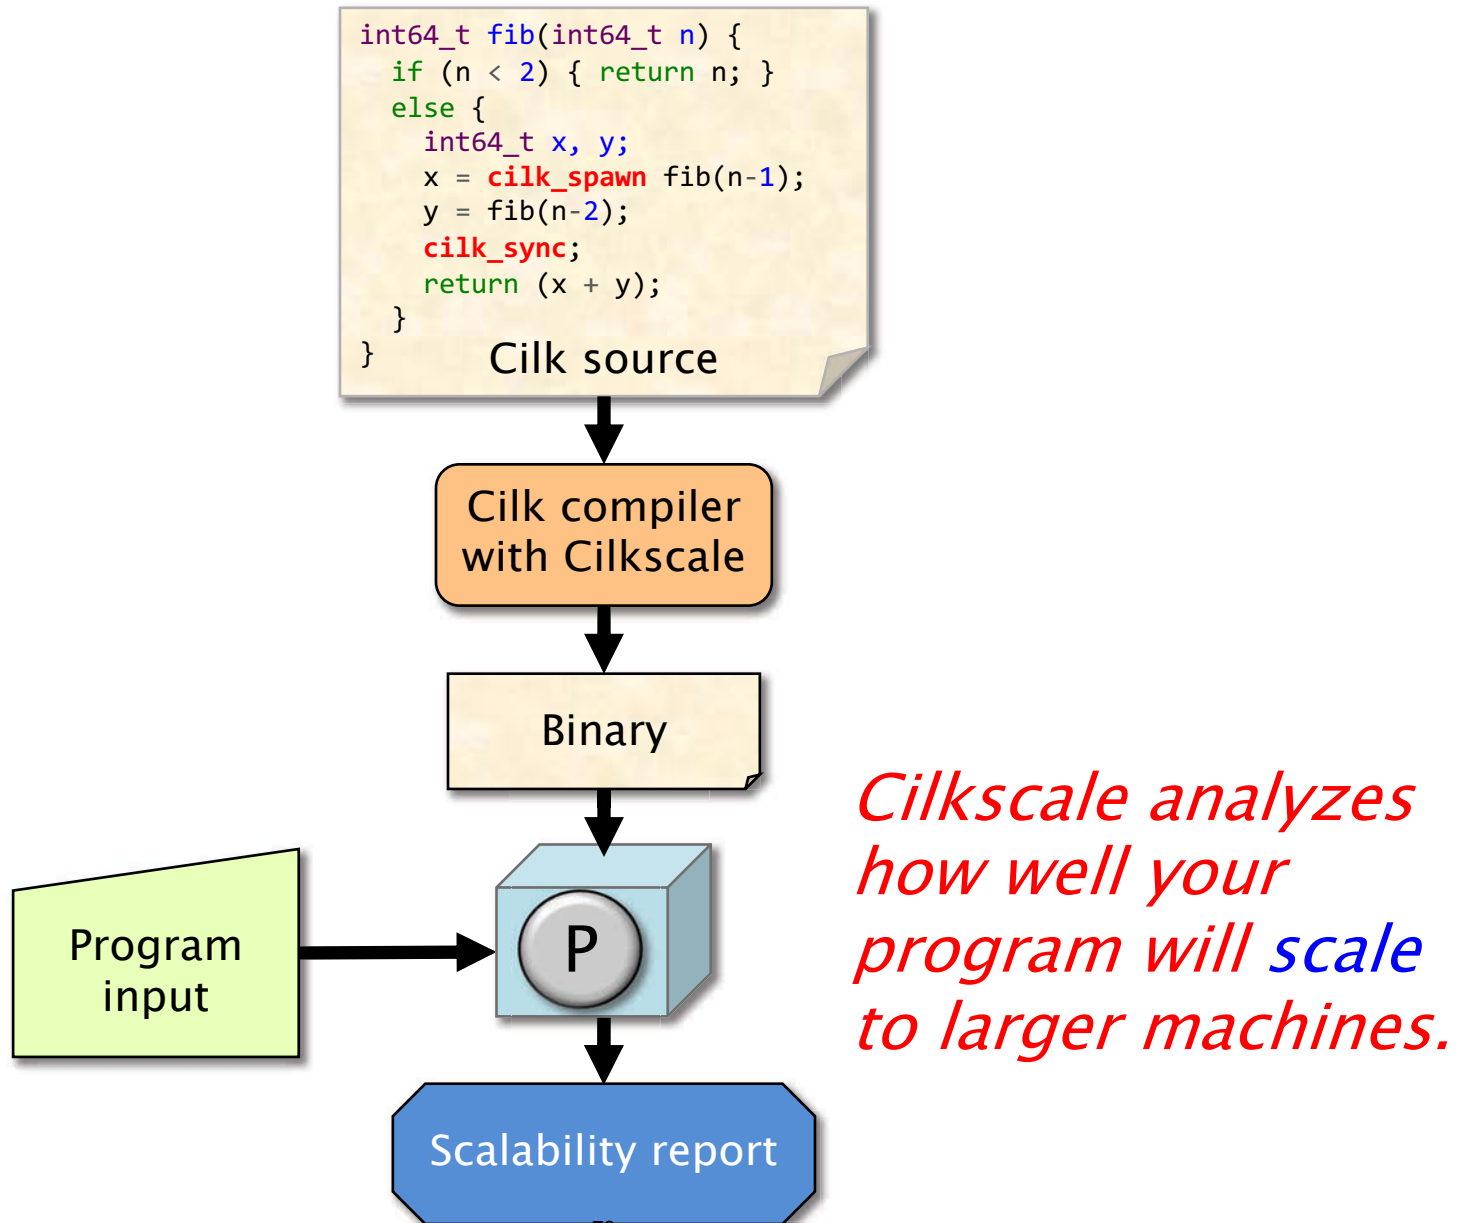 int64_t fib(int64_t n) {
  if (n < 2) { return n; }
  else {
    int64_t x, y;
    x = cilk_spawn fib(n-1);
    y = fib(n-2);
    cilk_sync;
    return (x + y);
  }
}
Cilk source
Cilk compiler
with Cilkscale
Binary
Program
input
P
Cilkscale analyzes
how well your
program will scale
to larger machines.
Scalability report